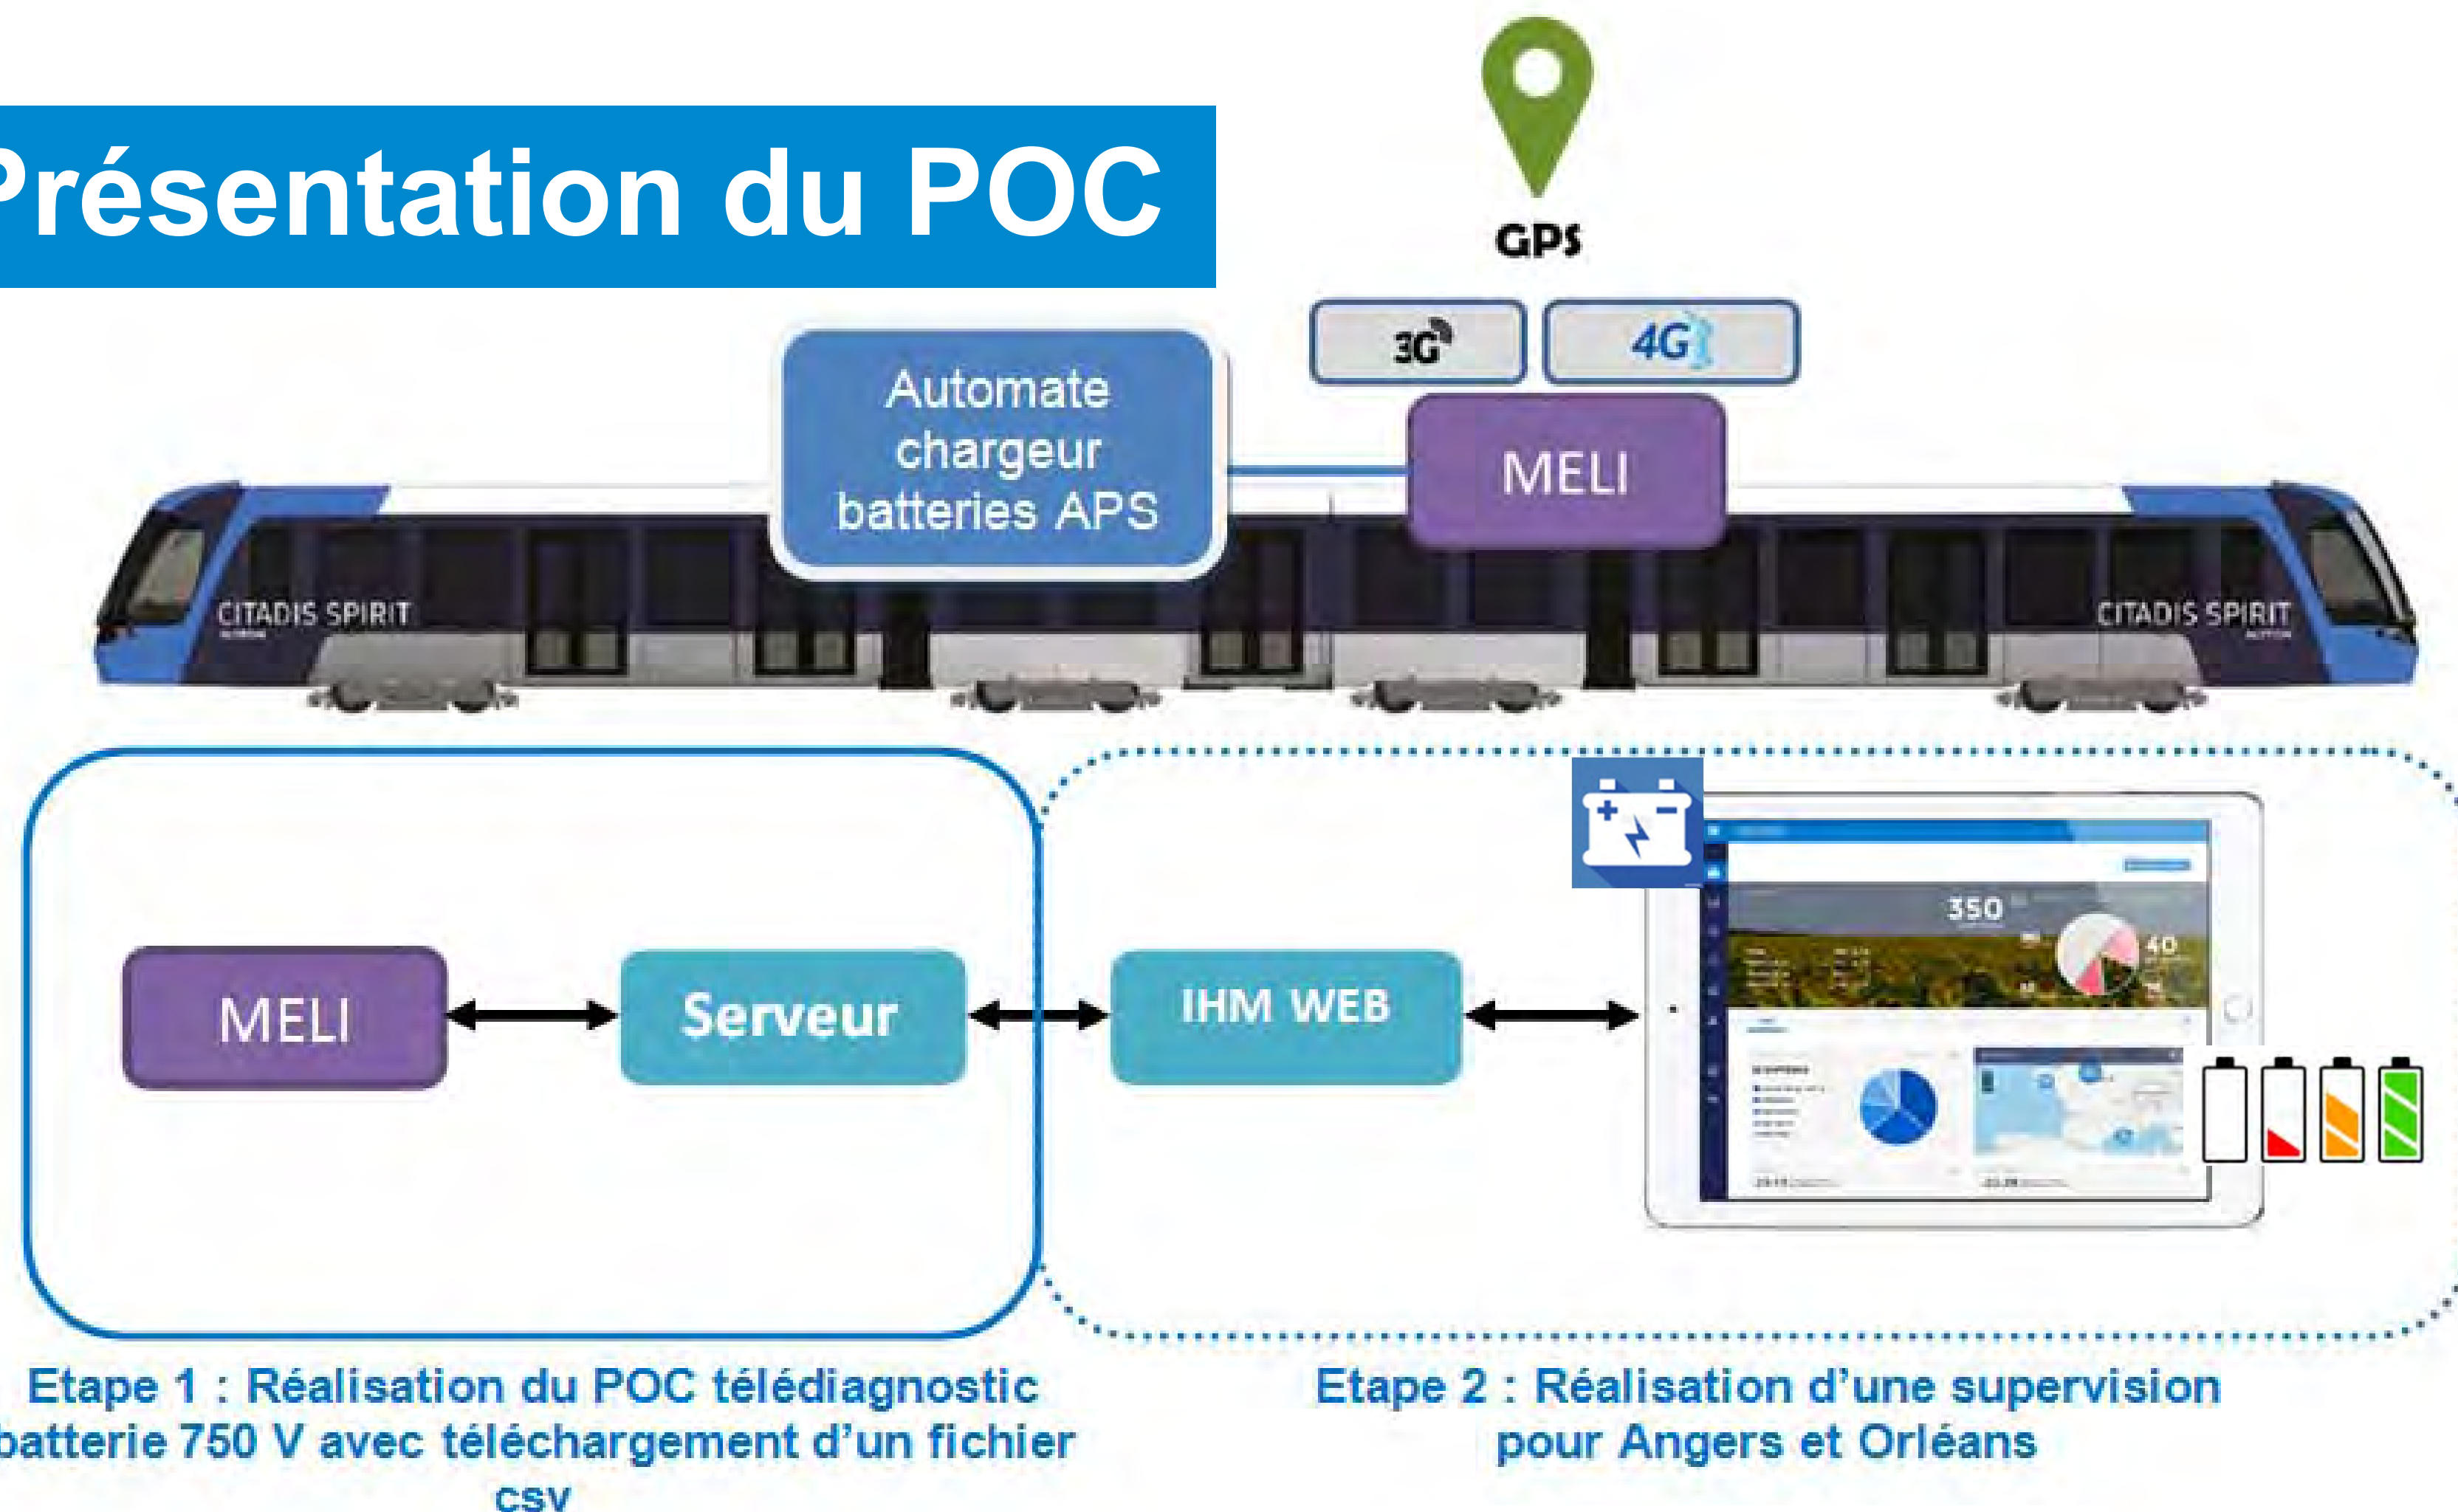 Présentation du POC
GPS
3G
4G
Automate
chargeur
batteries APS
MELI
CITADIS SPIRIT
CITADIS SPIRIT
MELI
Serveur
IHM WEB
350
40
Etape 1 : Réalisation du POC télédiagnostic
batterie 750 V avec téléchargement d'un fichier
csv
Etape 2 : Réalisation d'une supervision
pour Angers et Orléans